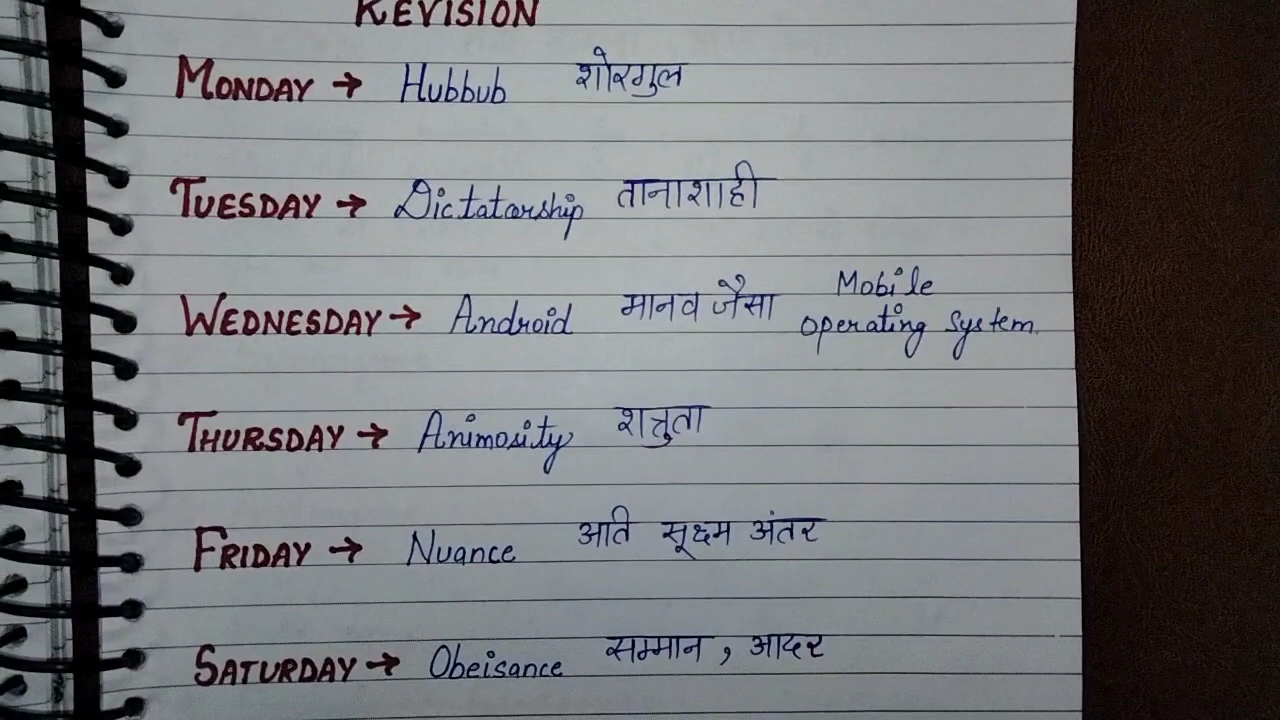 REVISION
MONDAY → Hubbub शोरगुल
TUESDAY → Dictatorship तानाशाही
WEDNESDAY → Android मानव जैसा Mobile
operating system.
THURSDAY → Animosity शत्रुता
FRIDAY → Nuance अति सूक्ष्म अंतर
SATURDAY → Obeisance सम्मान , आदर